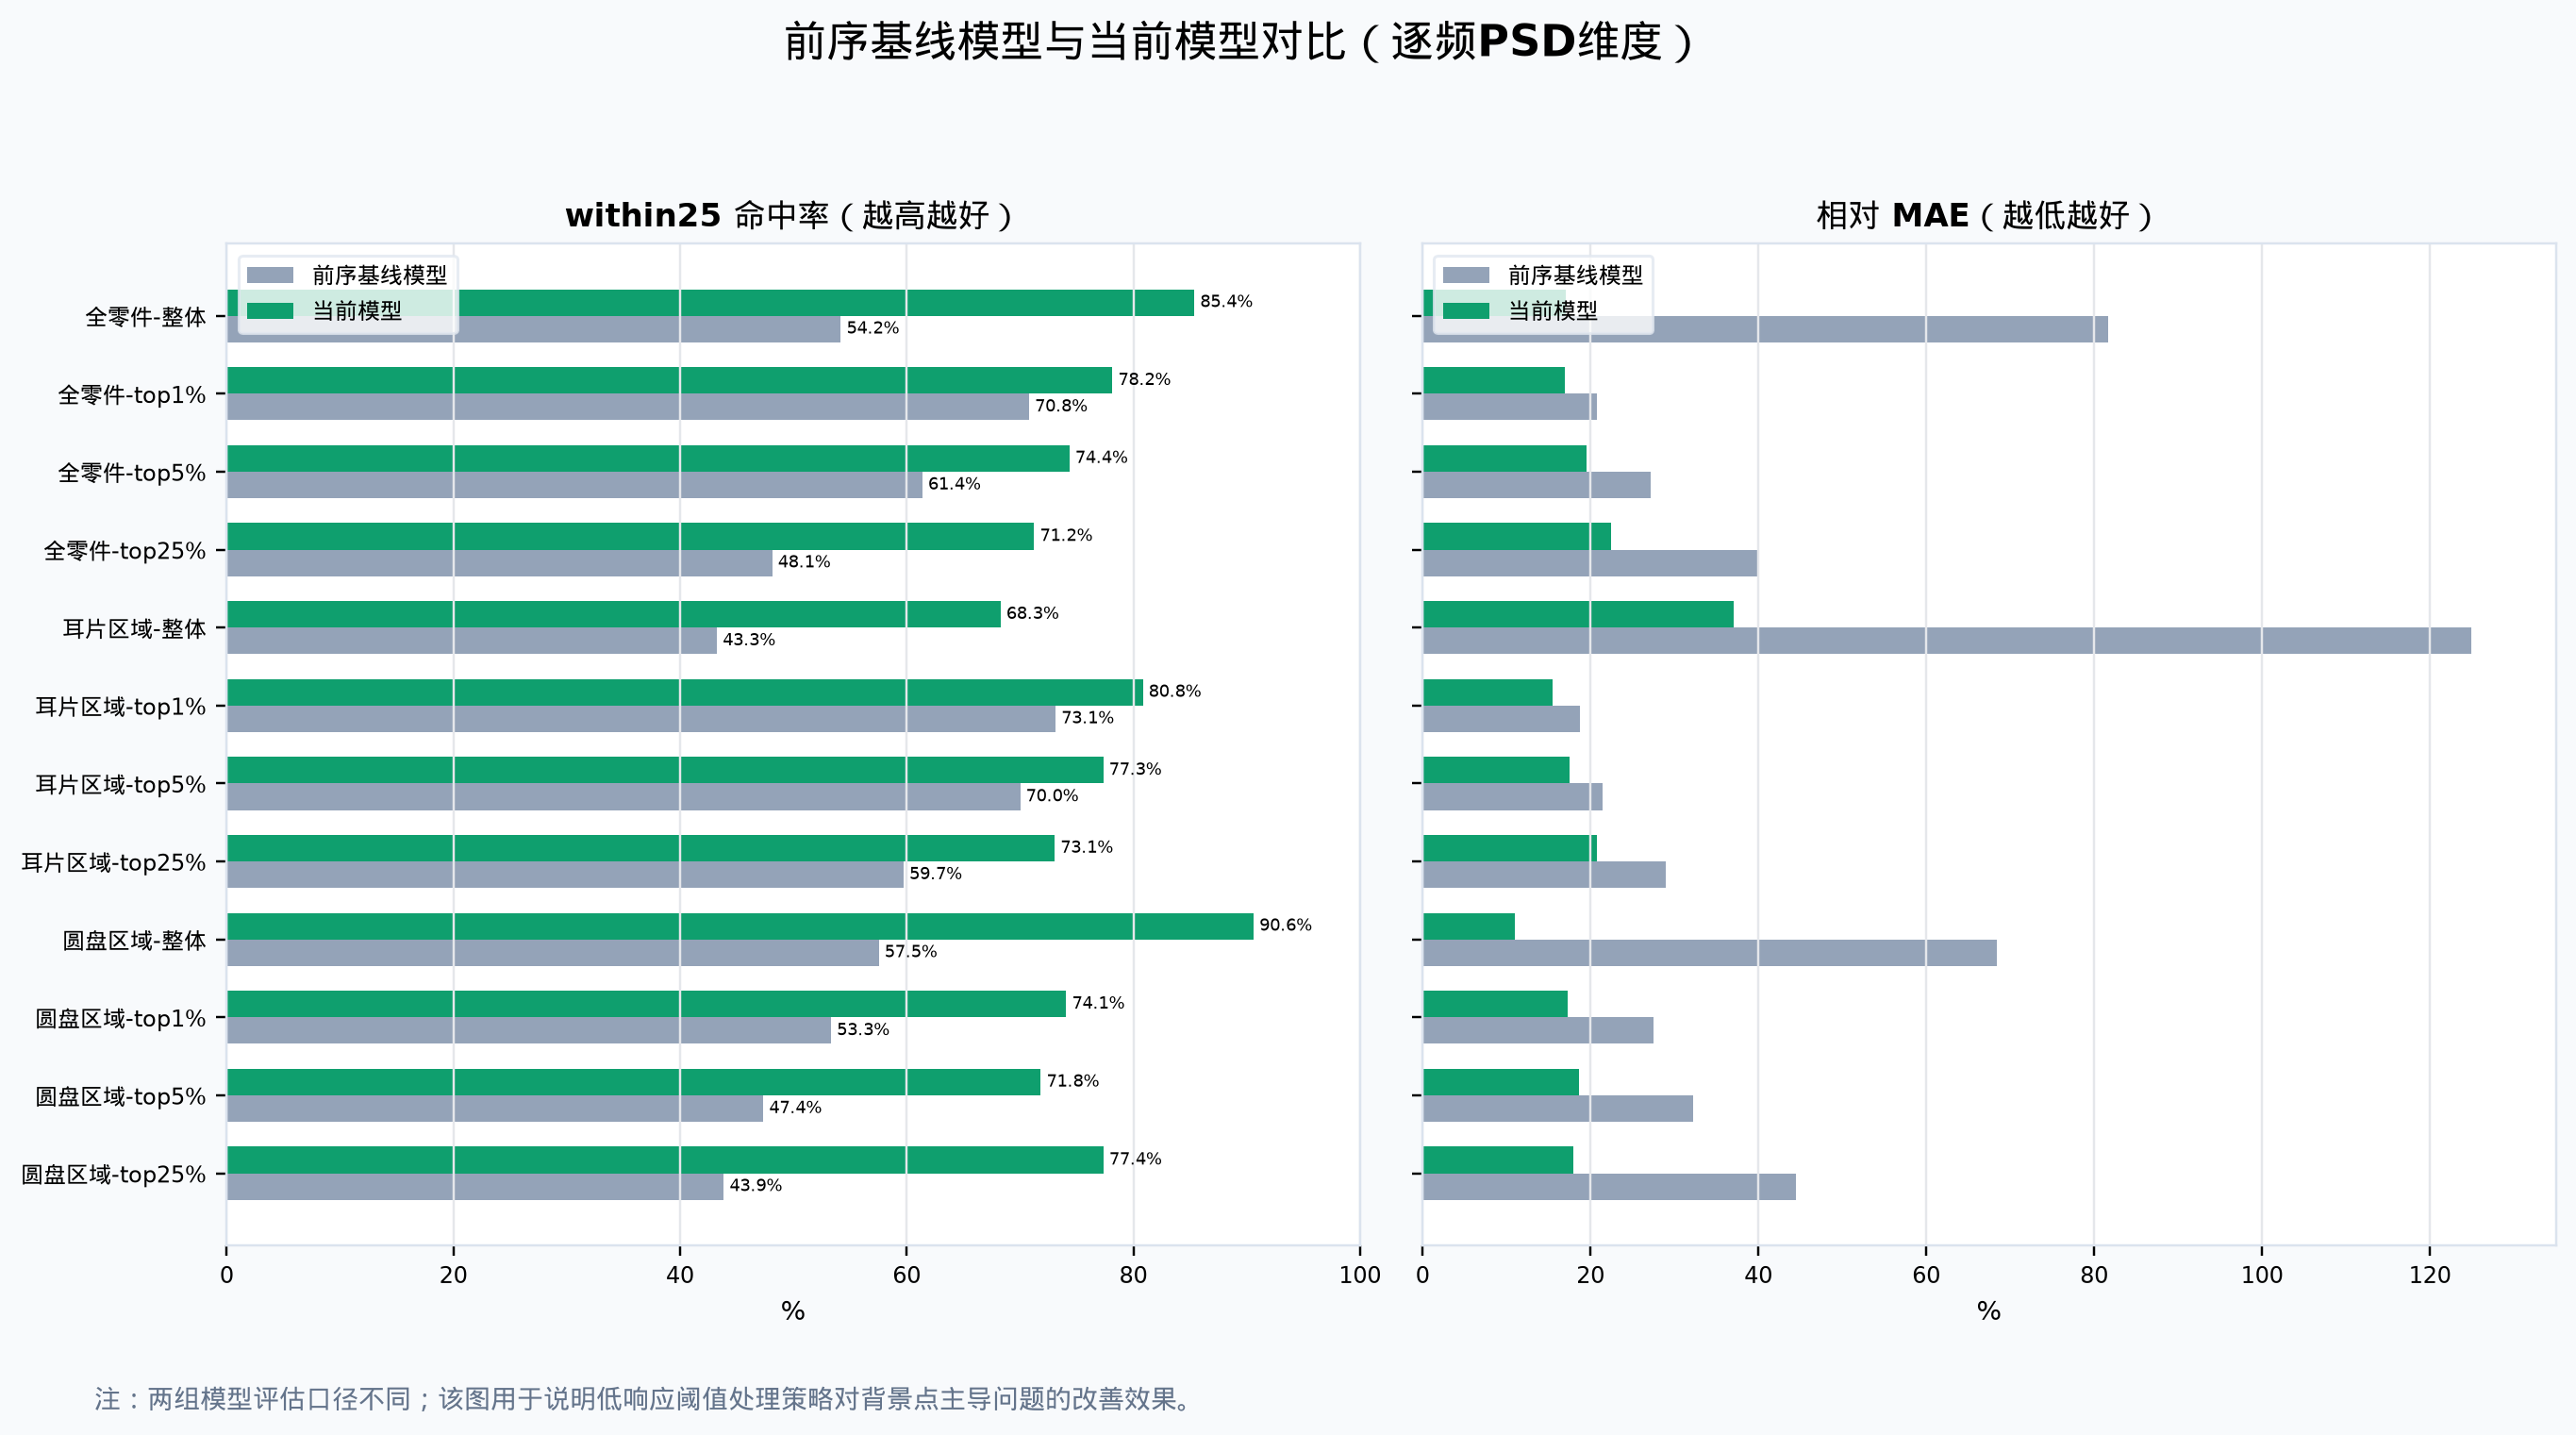 前序基线模型与当前模型对比（逐频PSD维度）
within25 命中率（越高越好）
前序基线模型
当前模型
全零件-整体
85.4%
54.2%
全零件-top1%
78.2%
70.8%
全零件-top5%
74.4%
61.4%
全零件-top25%
71.2%
48.1%
耳片区域-整体
68.3%
43.3%
耳片区域-top1%
80.8%
73.1%
耳片区域-top5%
77.3%
70.0%
耳片区域-top25%
73.1%
59.7%
圆盘区域-整体
90.6%
57.5%
圆盘区域-top1%
74.1%
53.3%
圆盘区域-top5%
71.8%
47.4%
圆盘区域-top25%
77.4%
43.9%
0 20 40 60 80 100
%
相对 MAE（越低越好）
前序基线模型
当前模型
0 20 40 60 80 100 120
%
注：两组模型评估口径不同；该图用于说明低响应阈值处理策略对背景点主导问题的改善效果。